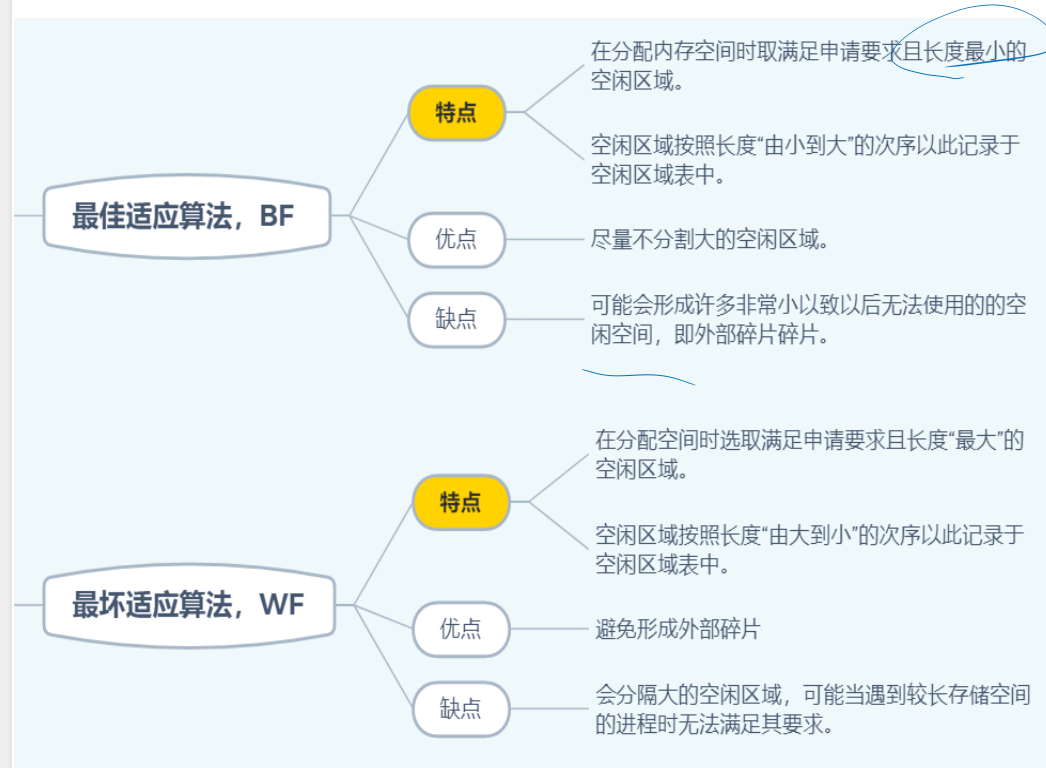 最佳适应算法，BF
特点
在分配内存空间时取满足申请要求且长度最小的
空闲区域。
空闲区域按照长度“由小到大”的次序以此记录于
空闲区域表中。
优点
尽量不分割大的空闲区域。
缺点
可能会形成许多非常小以致以后无法使用的的空
闲空间，即外部碎片碎片。
最坏适应算法，WF
特点
在分配空间时选取满足申请要求且长度“最大”的
空闲区域。
空闲区域按照长度“由大到小”的次序以此记录于
空闲区域表中。
优点
避免形成外部碎片
缺点
会分隔大的空闲区域，可能当遇到较长存储空间
的进程时无法满足其要求。